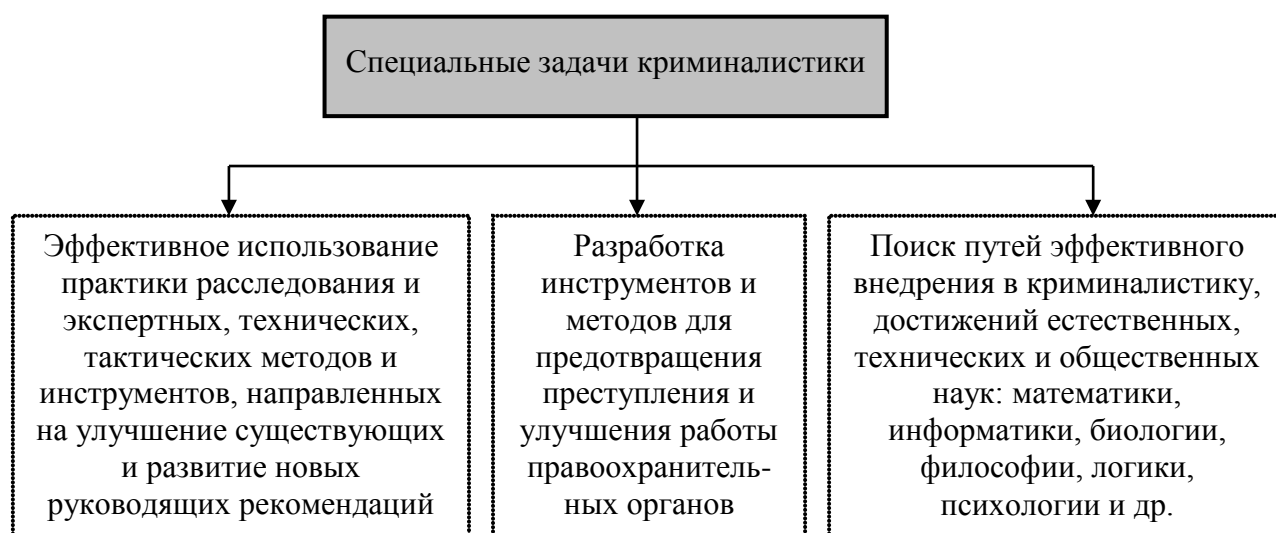 Специальные задачи криминалистики
Эффективное использование
практики расследования и
экспертных, технических,
тактических методов и
инструментов, направленных
на улучшение существующих
и развитие новых
руководящих рекомендаций
Разработка
инструментов и
методов для
предотвращения
преступления и
улучшения работы
правоохранитель-
ных органов
Поиск путей эффективного
внедрения в криминалистику,
достижений естественных,
технических и общественных
наук: математики,
информатики, биологии,
философии, логики,
психологии и др.